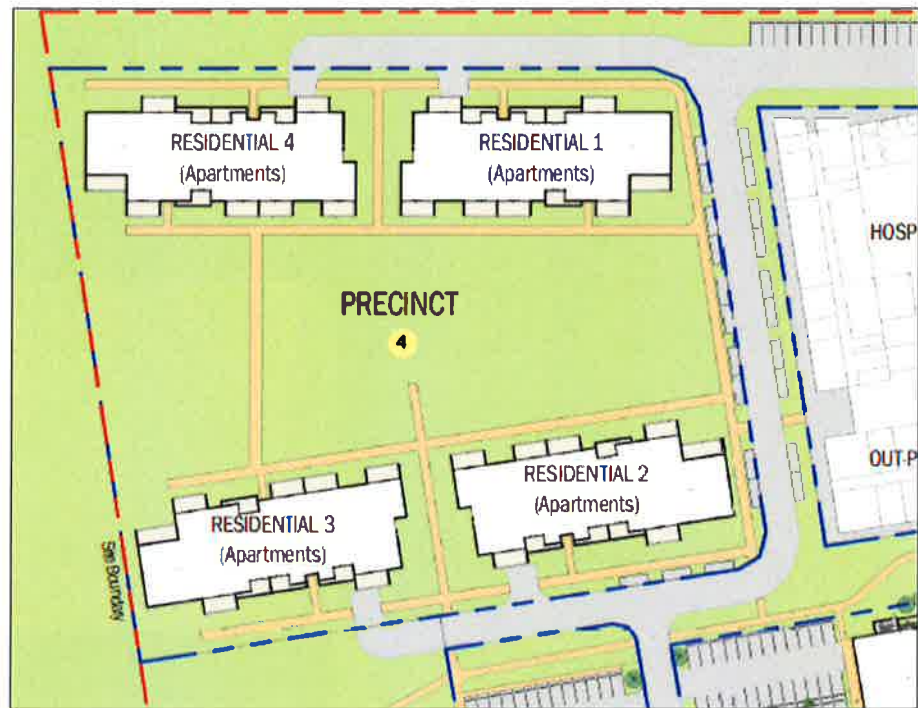 RESIDENTIAL 4
(Apartments)
RESIDENTIAL 1
(Apartments)
HOSP
PRECINCT
4
OUT-P
RESIDENTIAL 2
(Apartments)
RESIDENTIAL 3
(Apartments)
Site Boundary